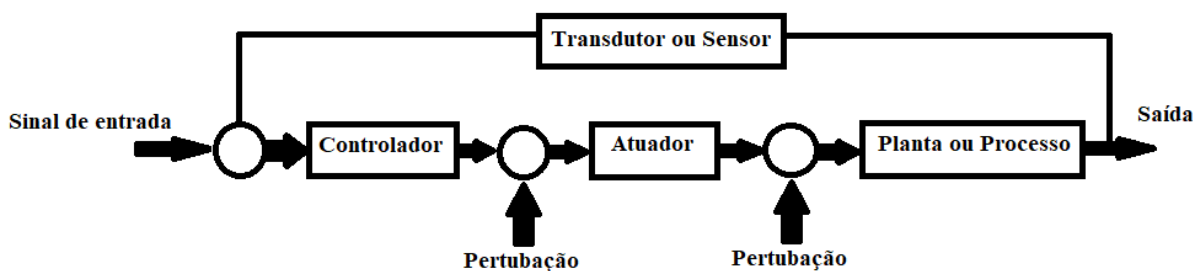 Transdutor ou Sensor
Sinal de entrada
Saída
Controlador
Atuador
Planta ou Processo
Pertubação
Pertubação